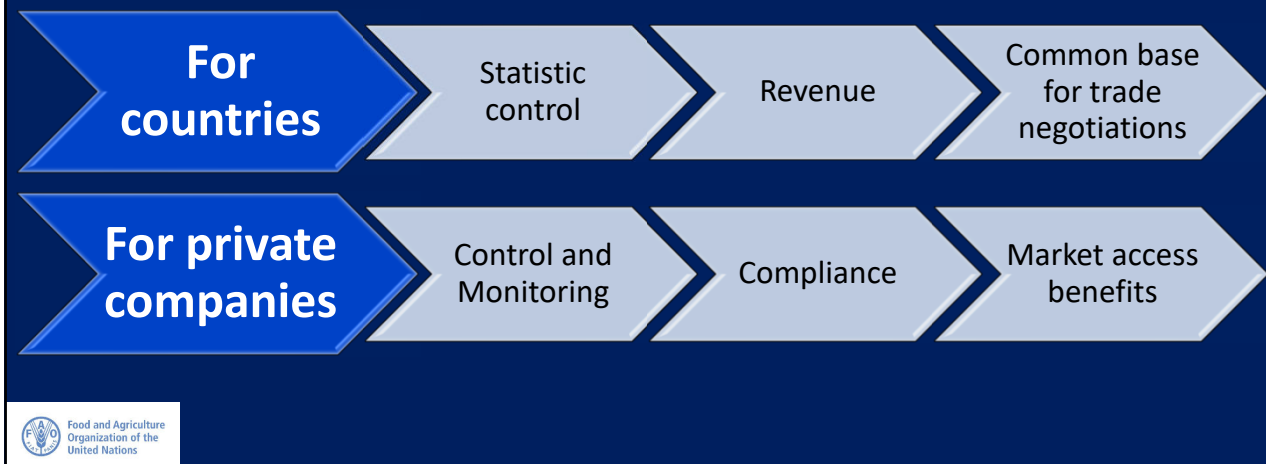 For
countries
Statistic
control
Revenue
Common base
for trade
negotiations
For private
companies
Control and
Monitoring
Compliance
Market access
benefits
Food and Agriculture
Organization of the
United Nations